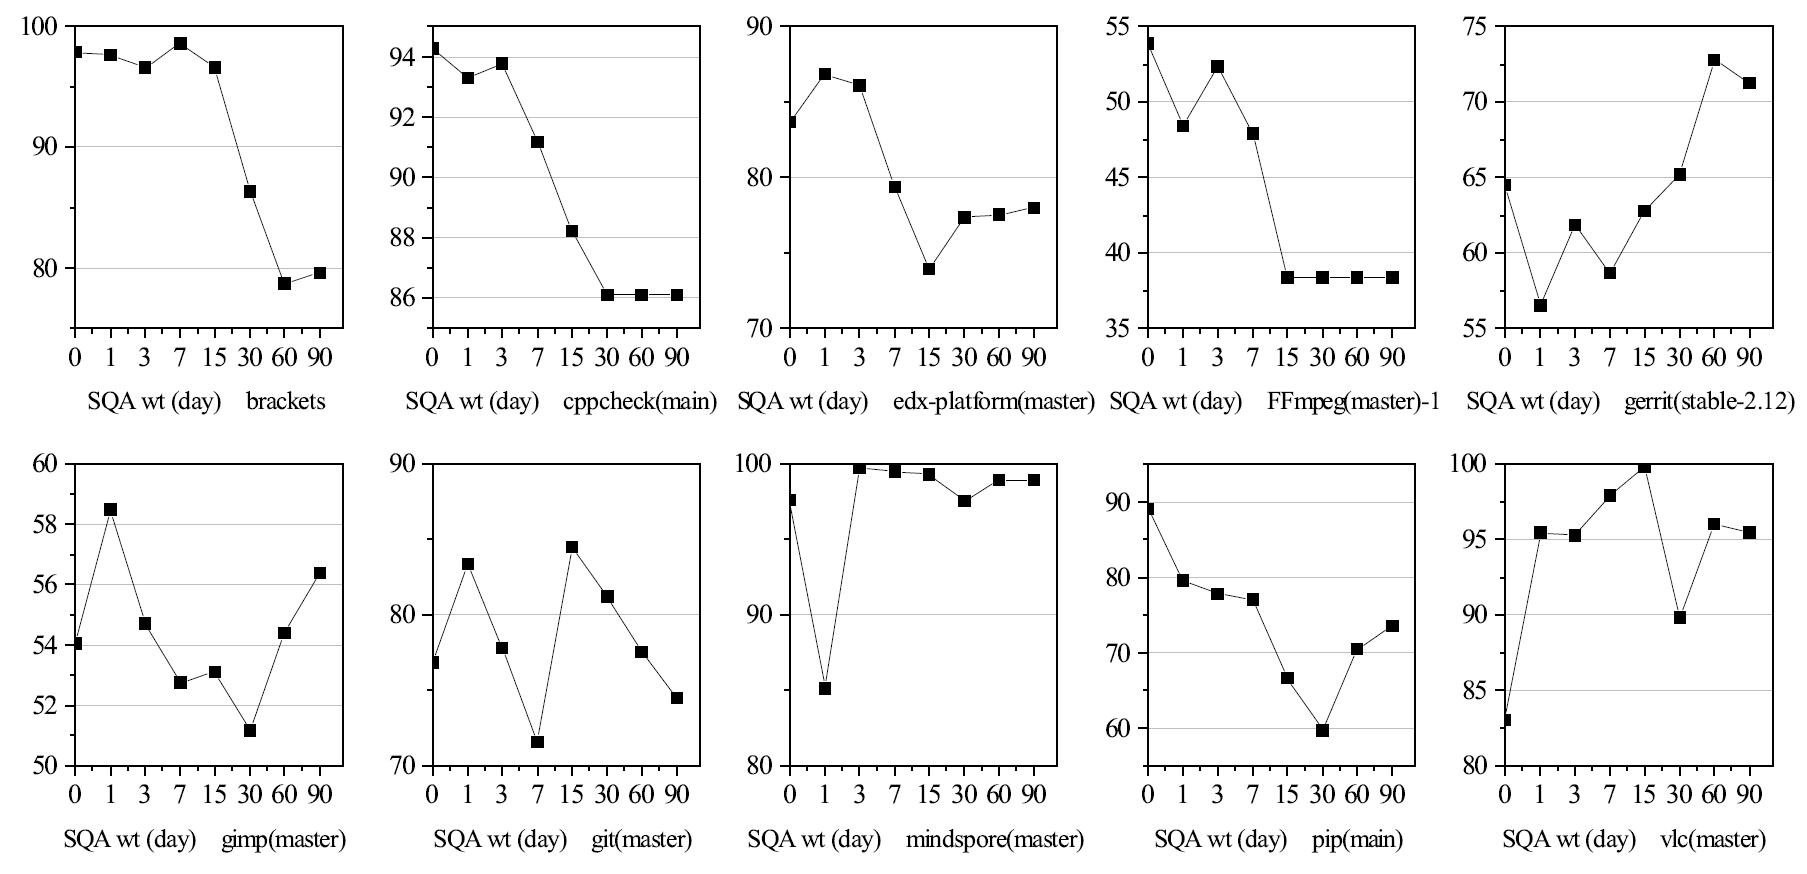 100
90
80
0 1 3 7 15 30 60 90
SQA wt (day) brackets
94
92
90
88
86
0 1 3 7 15 30 60 90
SQA wt (day) cppcheck(main)
90
80
70
0 1 3 7 15 30 60 90
SQA wt (day) edx-platform(master)
55
50
45
40
35
0 1 3 7 15 30 60 90
SQA wt (day) FFmpeg(master)-1
75
70
65
60
55
0 1 3 7 15 30 60 90
SQA wt (day) gerrit(stable-2.12)
60
58
56
54
52
50
0 1 3 7 15 30 60 90
SQA wt (day) gimp(master)
90
80
70
0 1 3 7 15 30 60 90
SQA wt (day) git(master)
100
90
80
0 1 3 7 15 30 60 90
SQA wt (day) mindspore(master)
90
80
70
60
0 1 3 7 15 30 60 90
SQA wt (day) pip(main)
100
95
90
85
80
0 1 3 7 15 30 60 90
SQA wt (day) vlc(master)